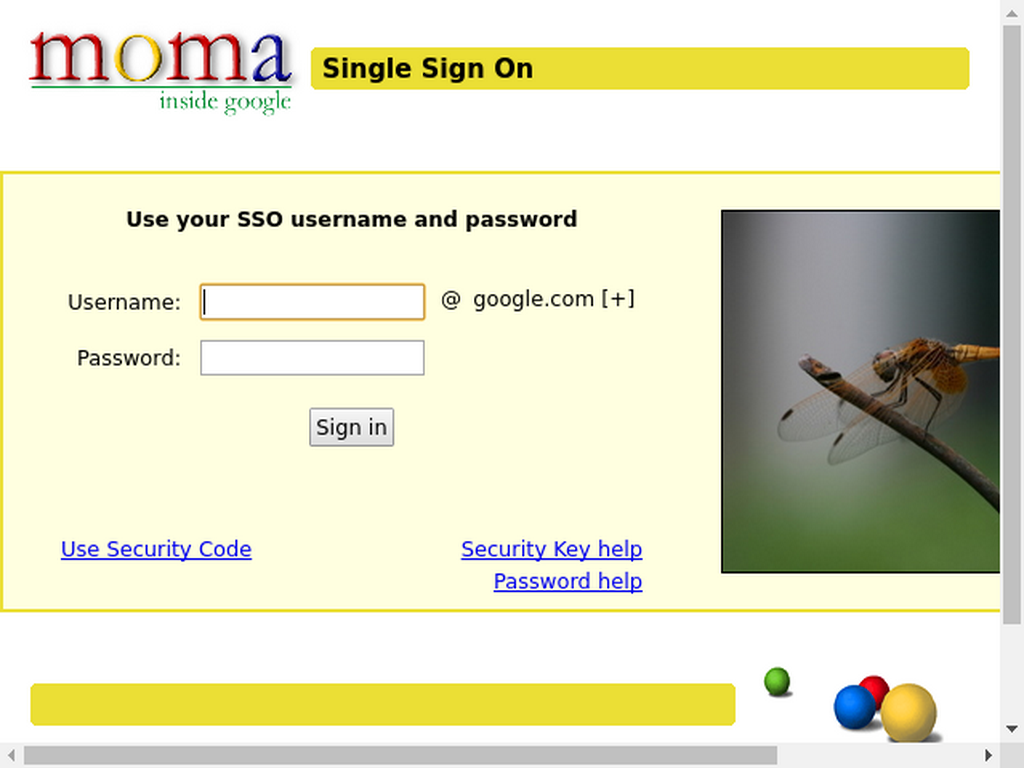 moma
inside google
Single Sign On
Use your SSO username and password
Username: @ google.com [+]
Password:
Sign in
Use Security Code
Security Key help
Password help